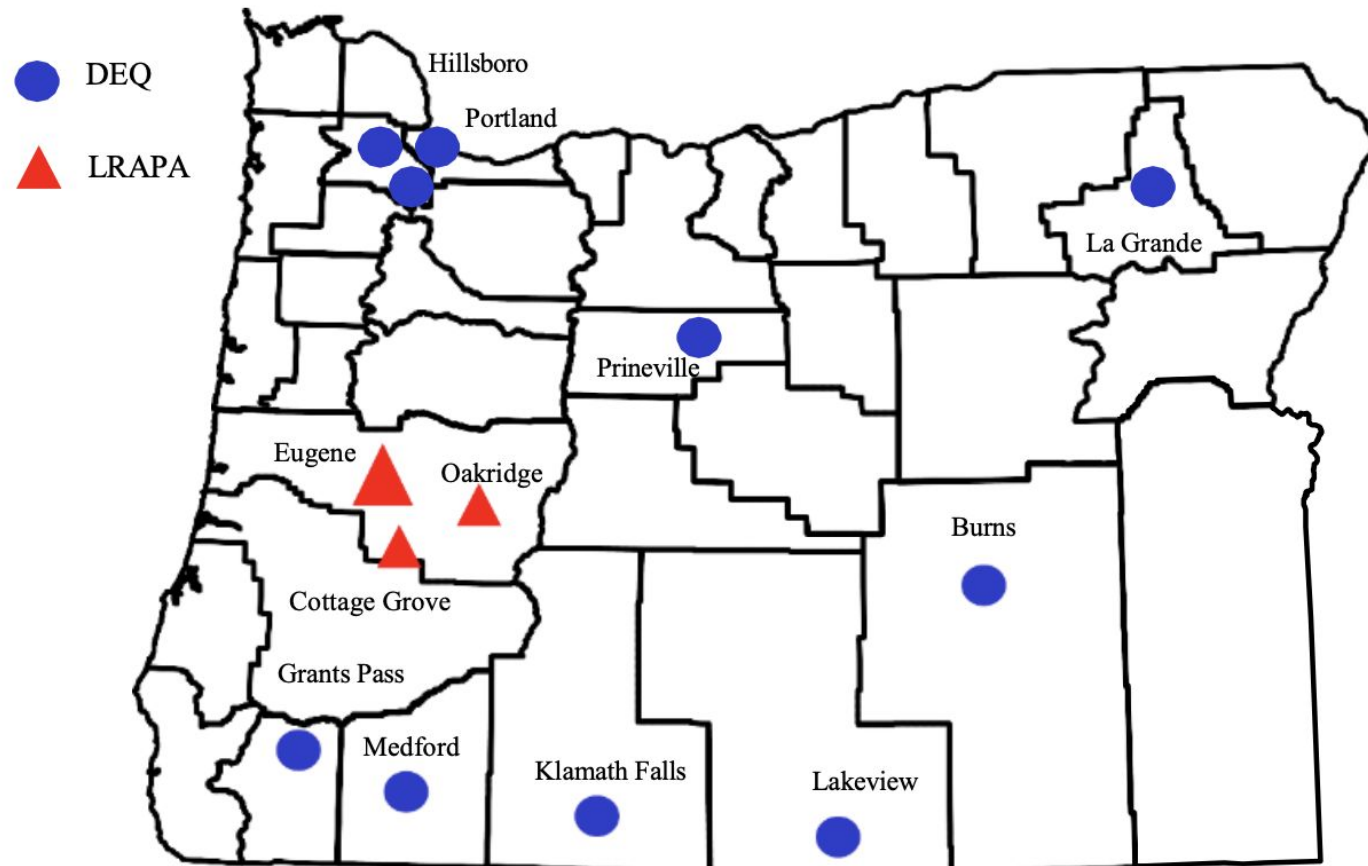 DEQ
LRAPA
Hillsboro
Portland
La Grande
Prineville
Eugene
Oakridge
Burns
Cottage Grove
Grants Pass
Medford
Klamath Falls
Lakeview